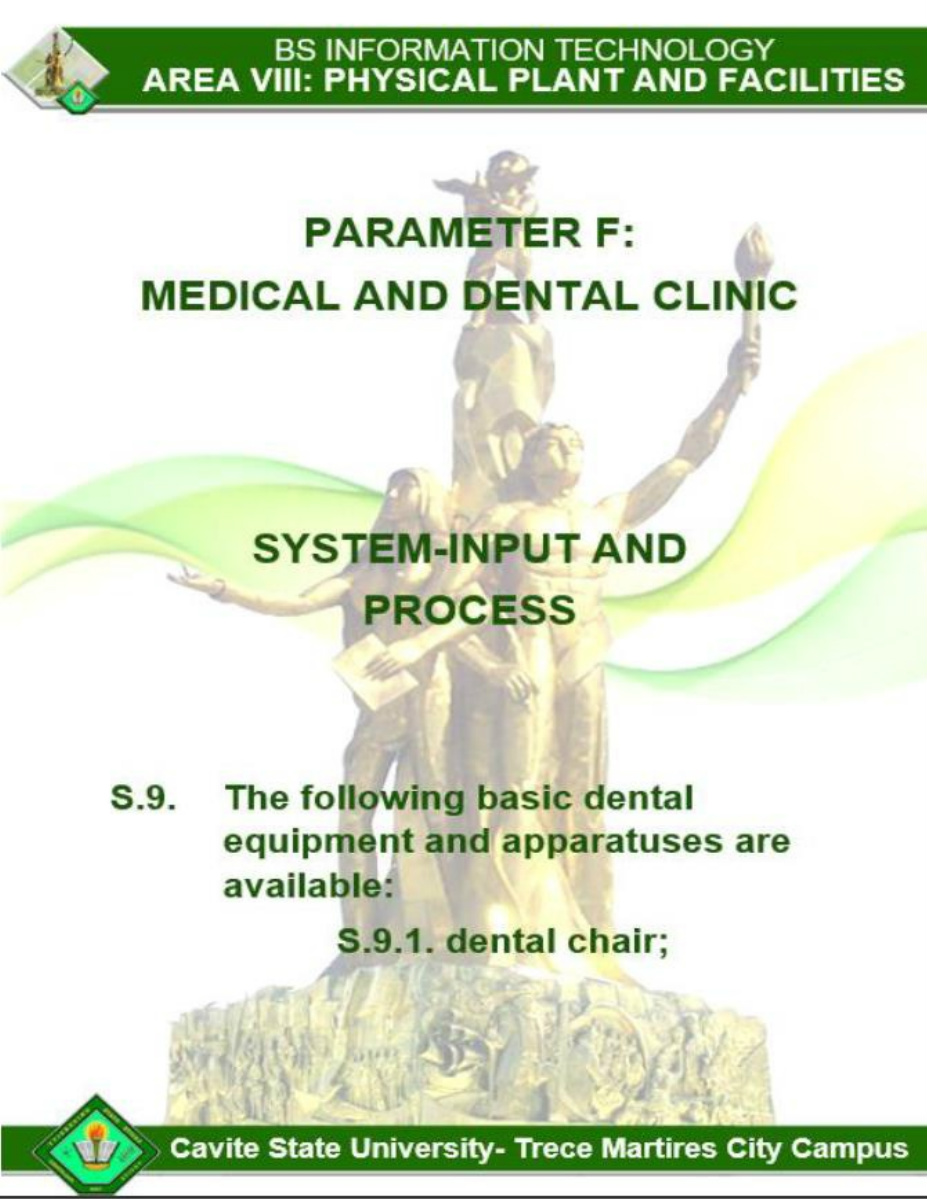 BS INFORMATION TECHNOLOGY
AREA VIII: PHYSICAL PLANT AND FACILITIES
PARAMETER F:
MEDICAL AND DENTAL CLINIC
SYSTEM-INPUT AND
PROCESS
S.9. The following basic dental
equipment and apparatuses are
available:
S.9.1. dental chair;
Cavite State University- Trece Martires City Campus